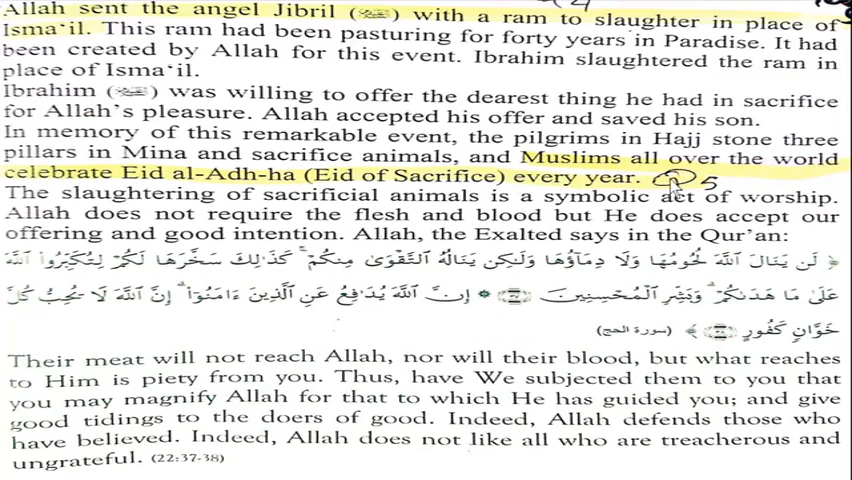 Allah sent the angel Jibril (عليه السلام) with a ram to slaughter in place of
Isma‘il. This ram had been pasturing for forty years in Paradise. It had
been created by Allah for this event. Ibrahim slaughtered the ram in
place of Isma‘il.
Ibrahim (عليه السلام) was willing to offer the dearest thing he had in sacrifice
for Allah's pleasure. Allah accepted his offer and saved his son.
In memory of this remarkable event, the pilgrims in Hajj stone three
pillars in Mina and sacrifice animals, and Muslims all over the world
celebrate Eid al-Adh-ha (Eid of Sacrifice) every year. 5
The slaughtering of sacrificial animals is a symbolic act of worship.
Allah does not require the flesh and blood but He does accept our
offering and good intention. Allah, the Exalted says in the Qur'an:
﴿ لَن يَنَالَ ٱللَّهَ لُحُومُهَا وَلَا دِمَآؤُهَا وَلَٰكِن يَنَالُهُ ٱلتَّقْوَىٰ مِنكُمْ ۚ كَذَٰلِكَ سَخَّرَهَا لَكُمْ لِتُكَبِّرُوا۟ ٱللَّهَ
عَلَىٰ مَا هَدَىٰكُمْ ۗ وَبَشِّرِ ٱلْمُحْسِنِينَ ﴿٣٧﴾ ۞ إِنَّ ٱللَّهَ يُدَٰفِعُ عَنِ ٱلَّذِينَ ءَامَنُوٓا۟ ۗ إِنَّ ٱللَّهَ لَا يُحِبُّ كُلَّ
خَوَّانٍ كَفُورٍ ﴿٣٨﴾ ﴾ (سورة الحج)
Their meat will not reach Allah, nor will their blood, but what reaches
to Him is piety from you. Thus, have We subjected them to you that
you may magnify Allah for that to which He has guided you; and give
good tidings to the doers of good. Indeed, Allah defends those who
have believed. Indeed, Allah does not like all who are treacherous and
ungrateful. (22:37-38)